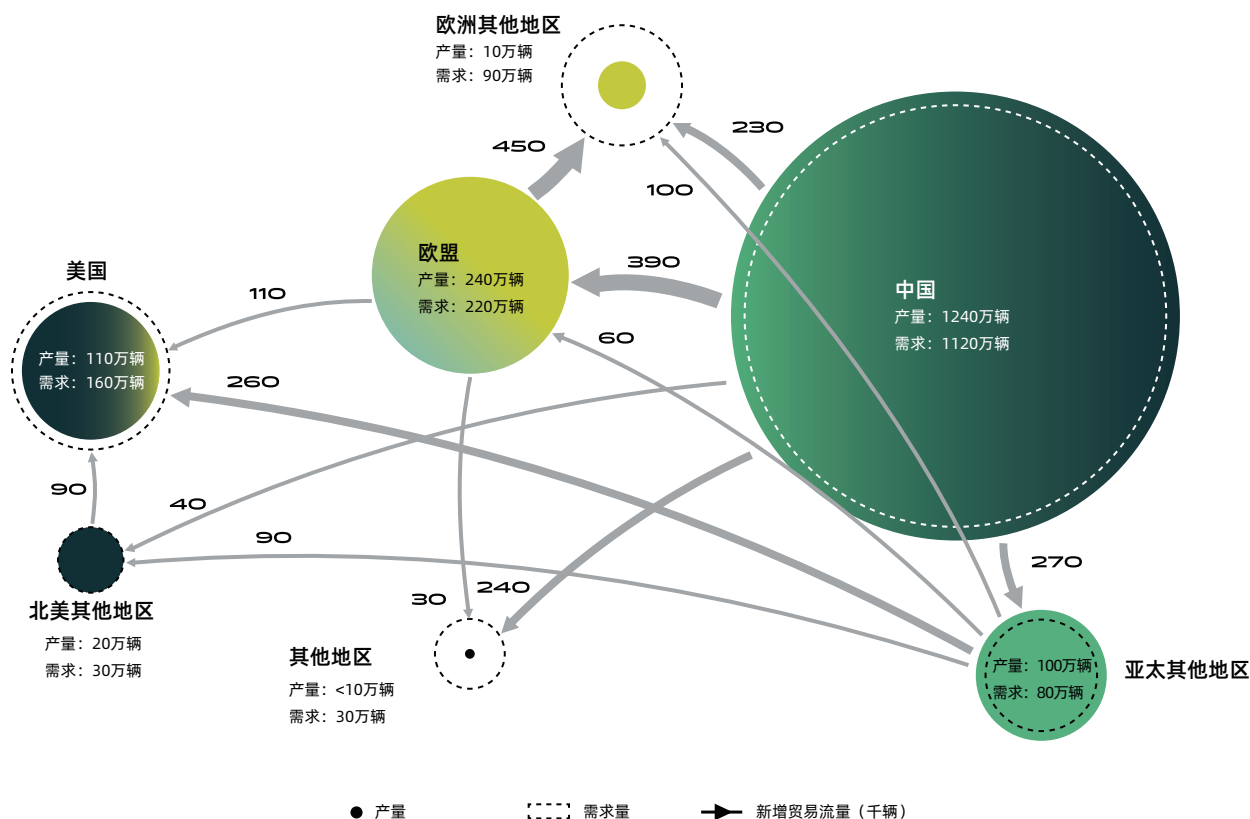 欧洲其他地区
产量：10万辆
需求：90万辆
230
450
100
欧盟
产量：240万辆
需求：220万辆
390
美国
产量：110万辆
需求：160万辆
110
中国
产量：1240万辆
需求：1120万辆
60
260
90
40
90
270
北美其他地区
产量：20万辆
需求：30万辆
30
240
其他地区
产量：<10万辆
需求：30万辆
产量：100万辆
需求：80万辆
亚太其他地区
产量
需求量
新增贸易流量（千辆）